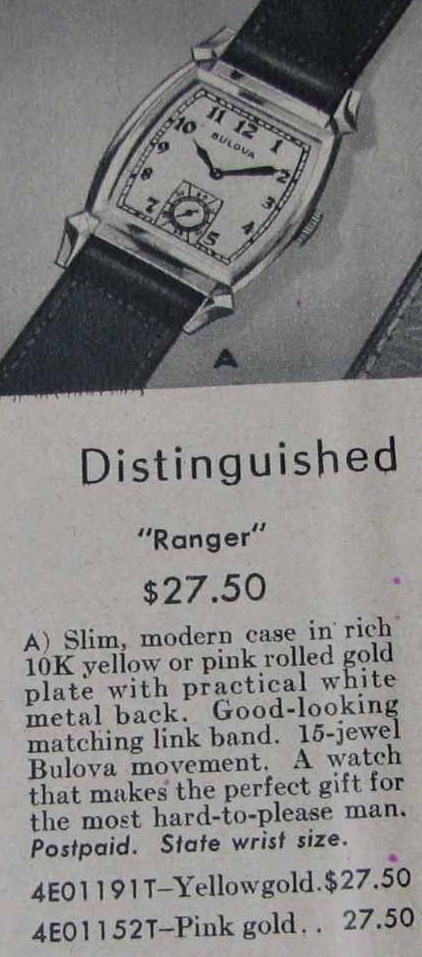 11 12 1
10 BULOVA 2
9 3
8 4
7 5
A
Distinguished
"Ranger"
$27.50
A) Slim, modern case in rich
10K yellow or pink rolled gold
plate with practical white
metal back. Good-looking
matching link band. 15-jewel
Bulova movement. A watch
that makes the perfect gift for
the most hard-to-please man.
Postpaid. State wrist size.
4E01191T—Yellow gold. $27.50
4E01152T—Pink gold. . 27.50